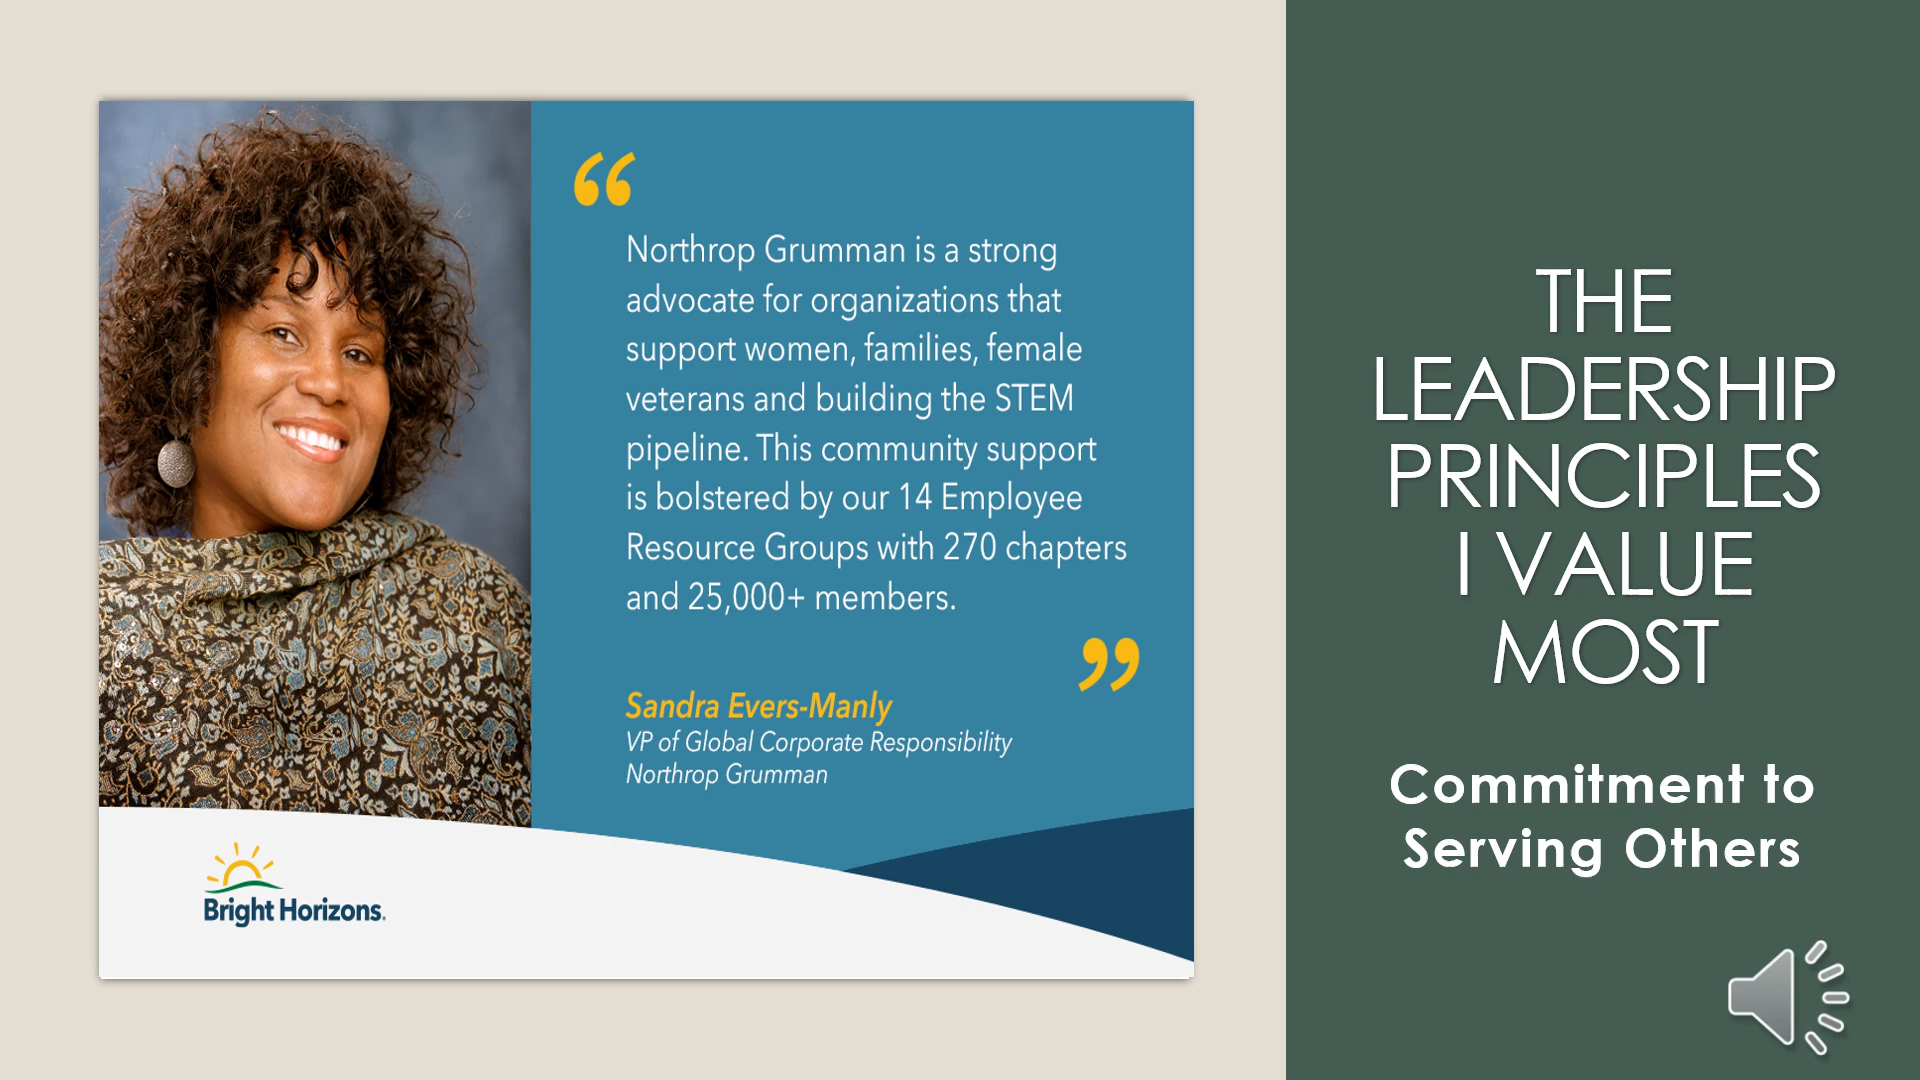 “
Northrop Grumman is a strong
advocate for organizations that
support women, families, female
veterans and building the STEM
pipeline. This community support
is bolstered by our 14 Employee
Resource Groups with 270 chapters
and 25,000+ members.
”
Sandra Evers-Manly
VP of Global Corporate Responsibility
Northrop Grumman
Bright Horizons.
THE
LEADERSHIP
PRINCIPLES
I VALUE
MOST
Commitment to
Serving Others